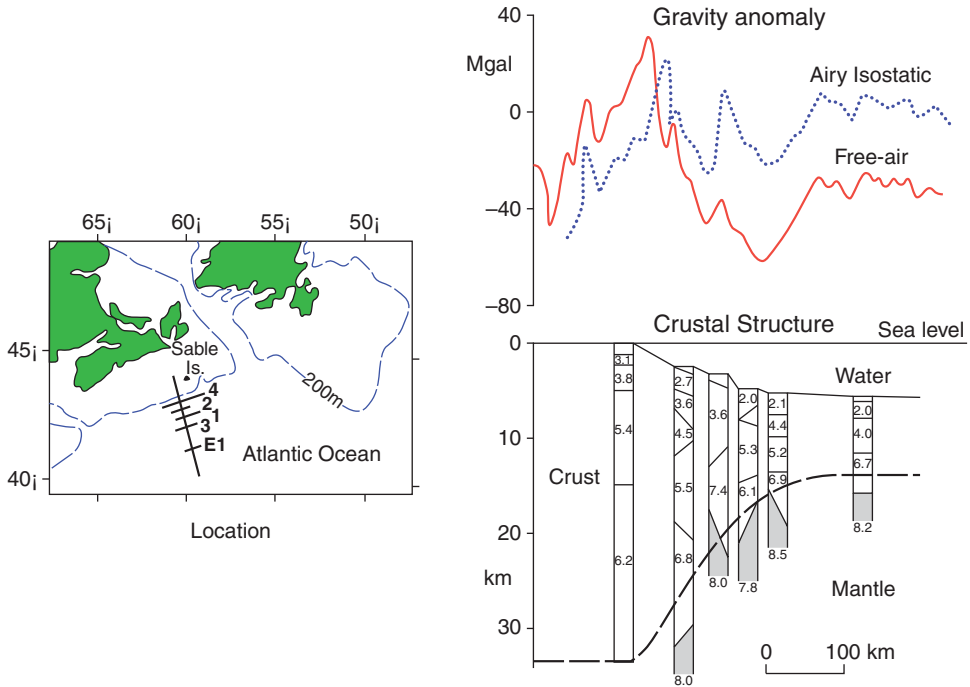 Gravity anomaly
40
Mgal
0
−40
−80
Airy Isostatic
Free-air
65¡ 60¡ 55¡ 50¡
45¡
40¡
Sable
Is.
4
2
1
3
E1
200m
Atlantic Ocean
Location
Crustal Structure
Sea level
Water
0
10
20
km
30
Crust
Mantle
3.1
3.8
5.4
6.2
2.7
3.6
4.5
5.5
6.8
8.0
3.6
7.4
8.0
2.0
5.3
6.1
7.8
2.1
4.4
5.2
6.9
8.5
2.0
4.0
6.7
8.2
0 100 km